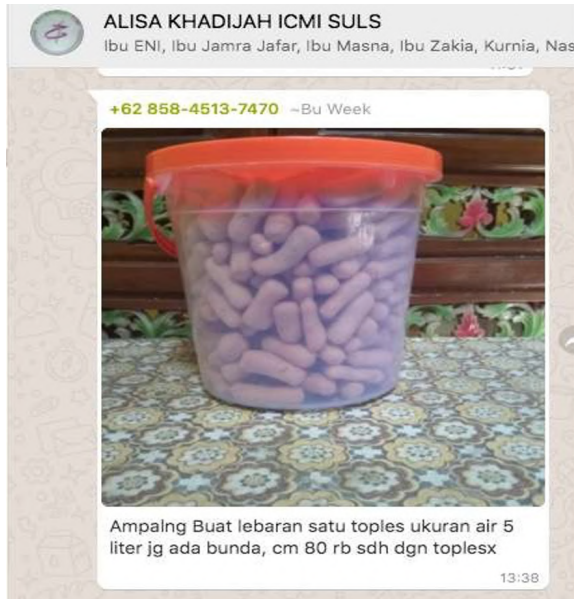 ALISA KHADIJAH ICMI SULS
Ibu ENI, Ibu Jamra Jafar, Ibu Masna, Ibu Zakia, Kurnia, Nas
+62 858-4513-7470 ~Bu Week
Ampalng Buat lebaran satu toples ukuran air 5
liter jg ada bunda, cm 80 rb sdh dgn toplesx
13:38